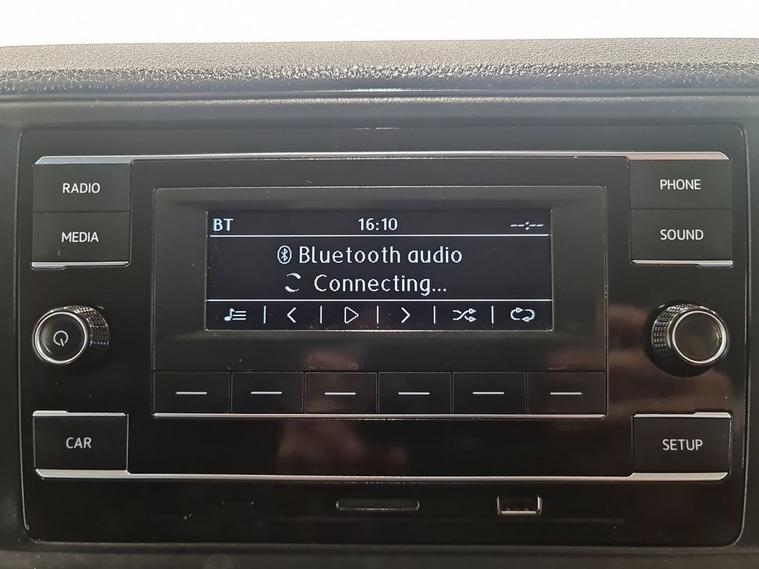 RADIO
MEDIA
BT 16:10 --:--
Bluetooth audio
Connecting...
PHONE
SOUND
CAR
SETUP